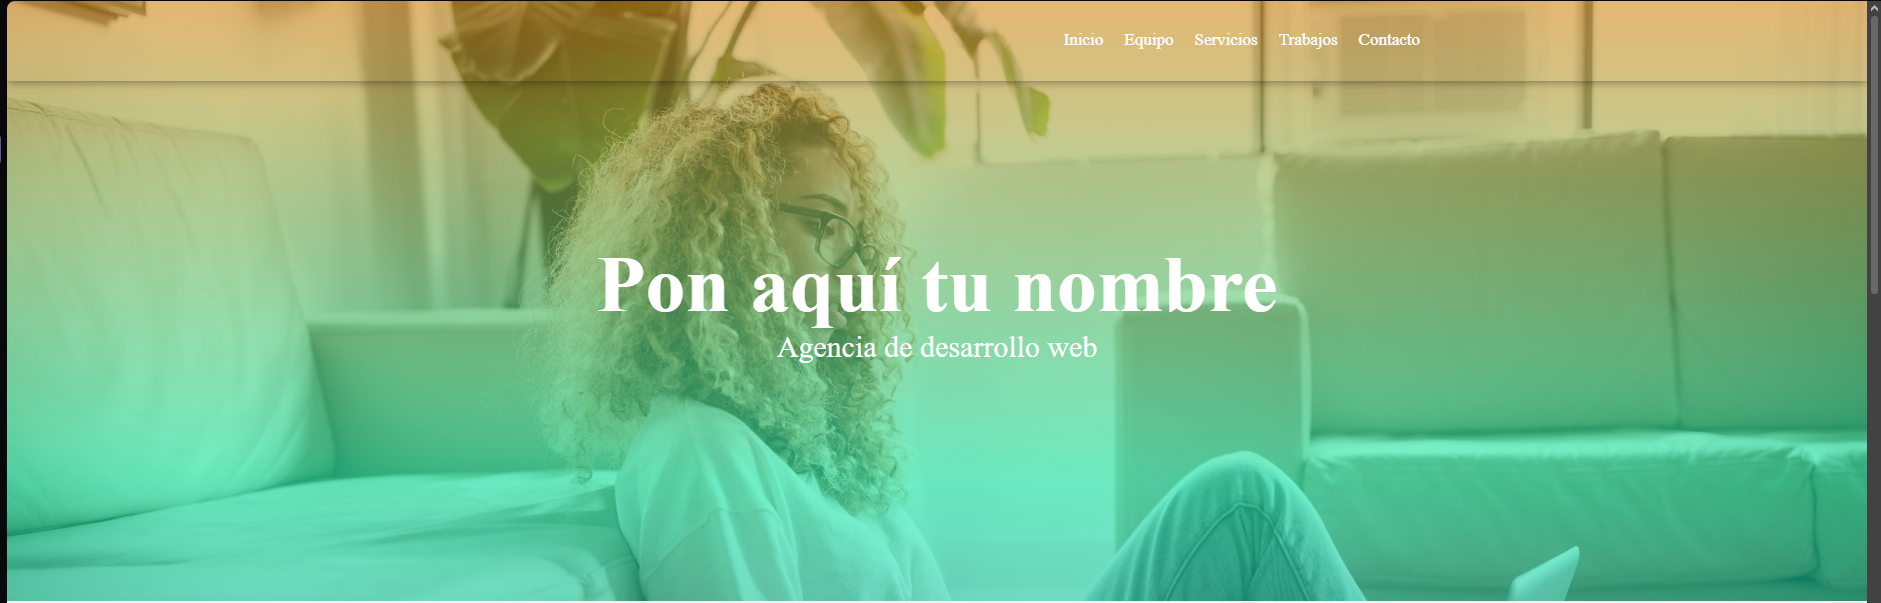 Inicio Equipo Servicios Trabajos Contacto
Pon aquí tu nombre
Agencia de desarrollo web